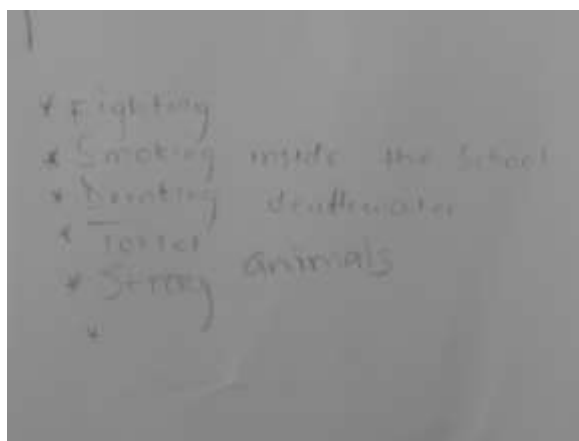 * Fighting
* Smoking inside the School
* Drinking
*
* Stray animals
*